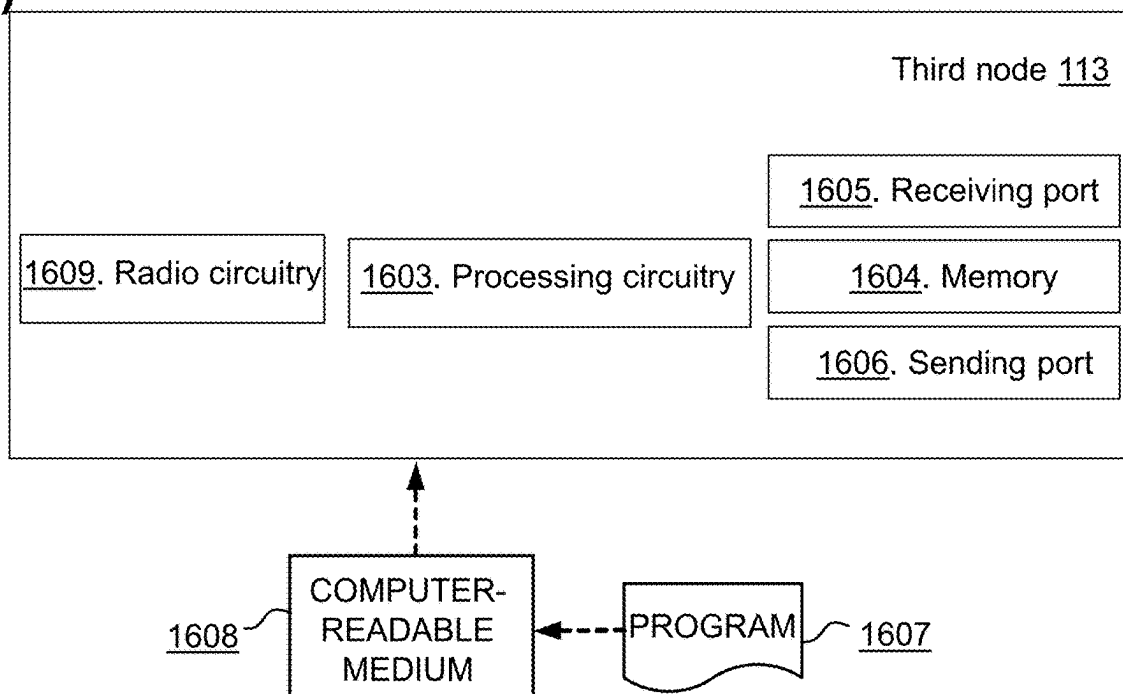 Third node 113
1605. Receiving port
1609. Radio circuitry
1603. Processing circuitry
1604. Memory
1606. Sending port
COMPUTER-
READABLE
MEDIUM
1608
PROGRAM
1607